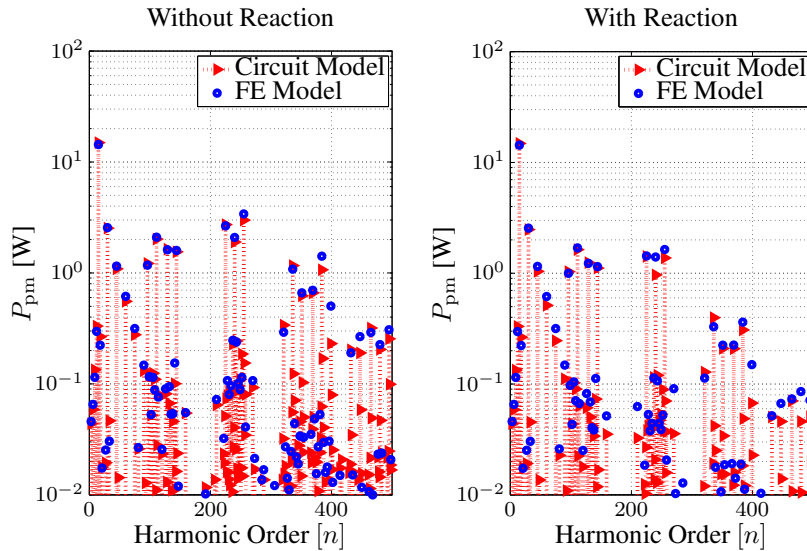 Without Reaction
With Reaction
10^2
Circuit Model
FE Model
10^1
10^0
10^-1
10^-2
P_pm [W]
0
200
400
Harmonic Order [n]
10^2
Circuit Model
FE Model
10^1
10^0
10^-1
10^-2
P_pm [W]
0
200
400
Harmonic Order [n]